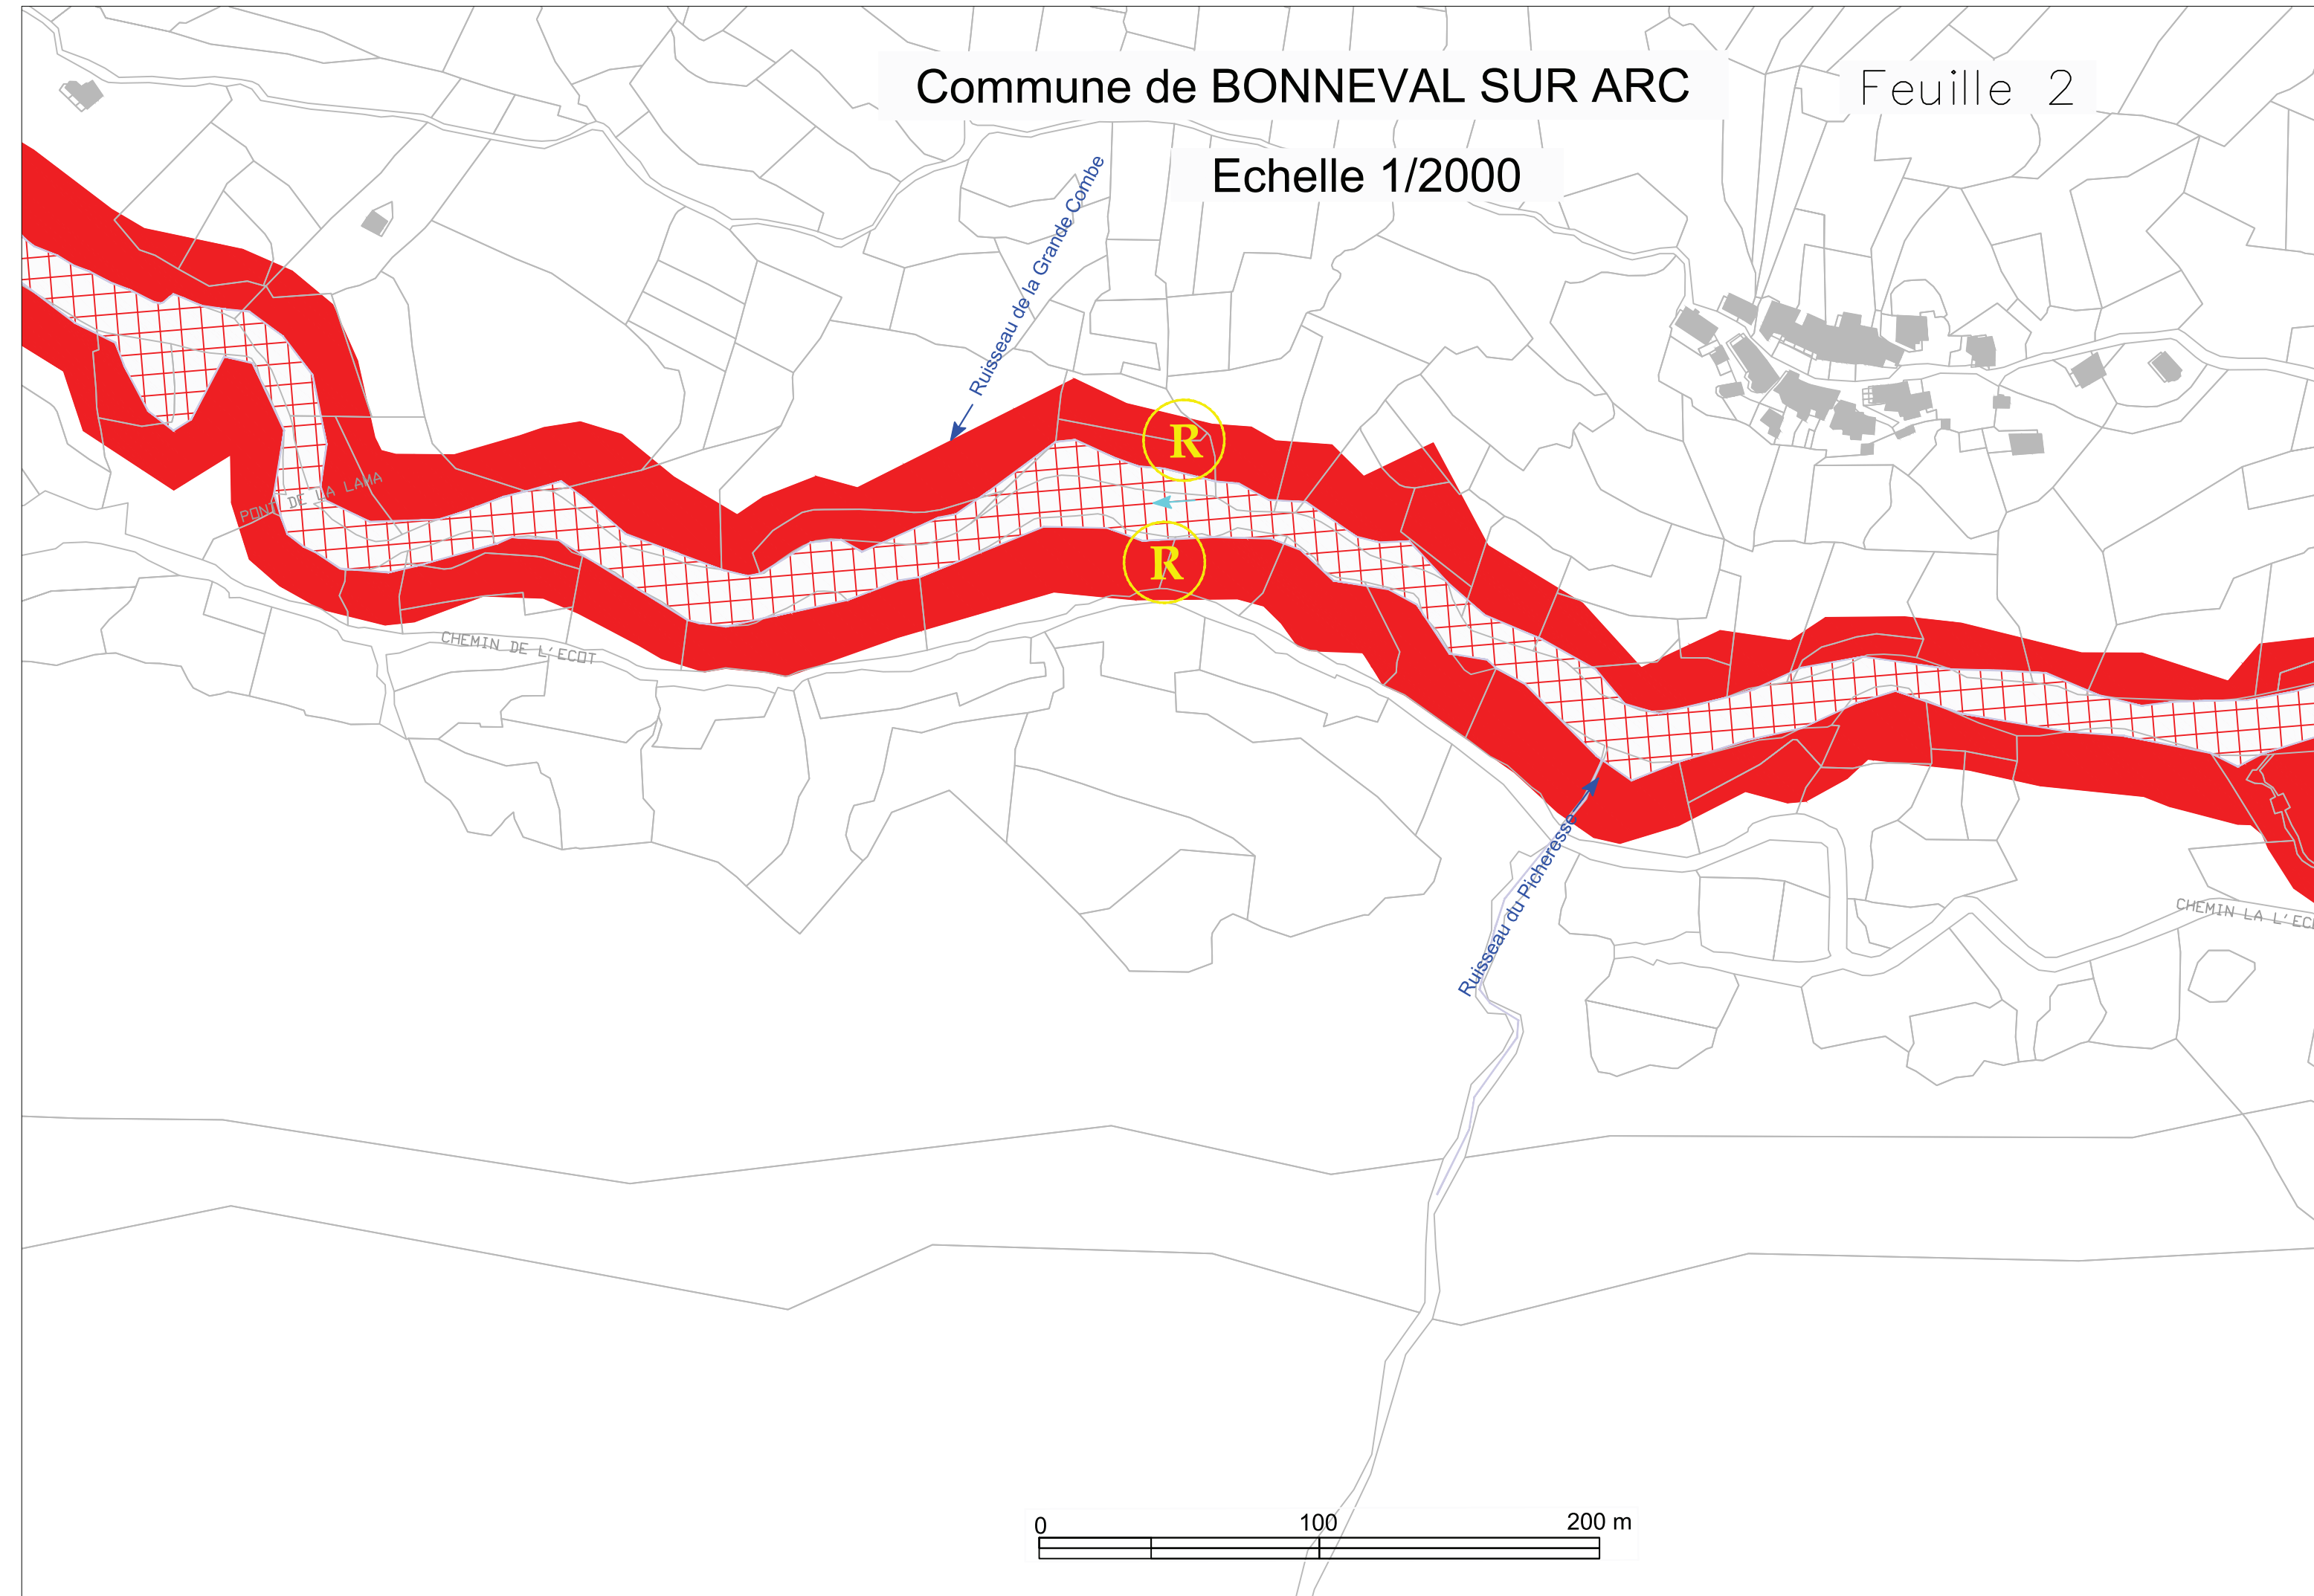 Commune de BONNEVAL SUR ARC
Feuille 2
Echelle 1/2000
Ruisseau de la Grande Combe
R
PONT DE LA LAMA
R
CHEMIN DE L'ECOT
Ruisseau du Picheresse
CHEMIN LA L'EC
0 100 200 m